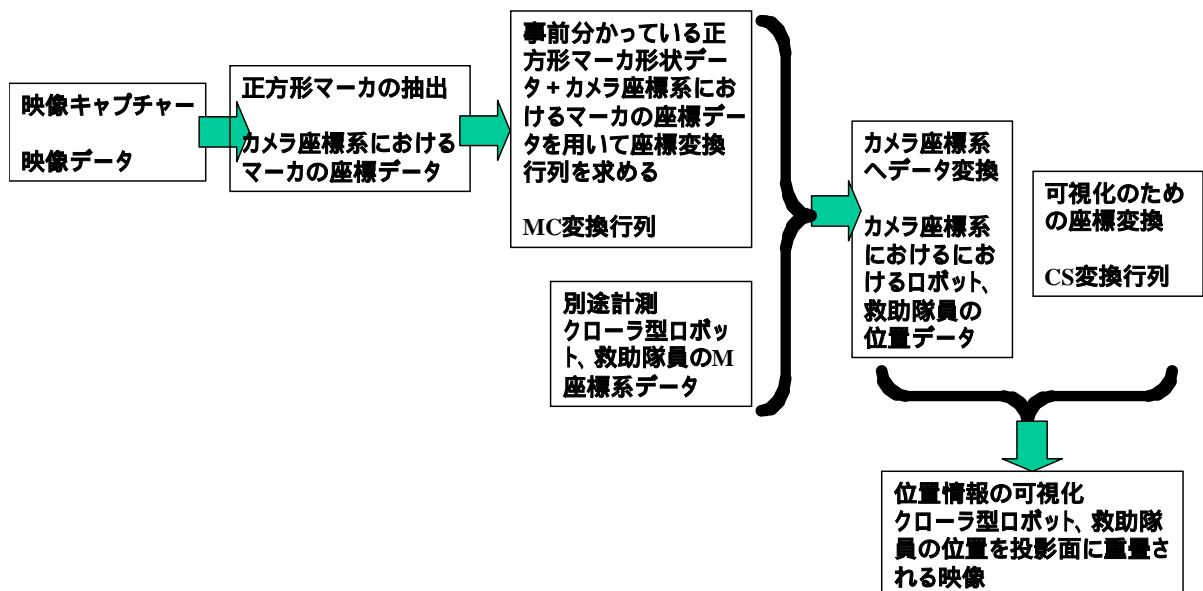 映像キャプチャー
映像データ
正方形マーカの抽出
カメラ座標系における
マーカの座標データ
事前分かっている正
方形マーカ形状デー
タ+カメラ座標系にお
けるマーカの座標デー
タを用いて座標変換
行列を求める
MC変換行列
別途計測
クローラ型ロボッ
ト、救助隊員のM
座標系データ
カメラ座標系
へデータ変換
カメラ座標系
におけるにお
けるロボット、
救助隊員の
位置データ
可視化のため
の座標変換
CS変換行列
位置情報の可視化
クローラ型ロボット、救助隊
員の位置を投影面に重畳さ
れる映像